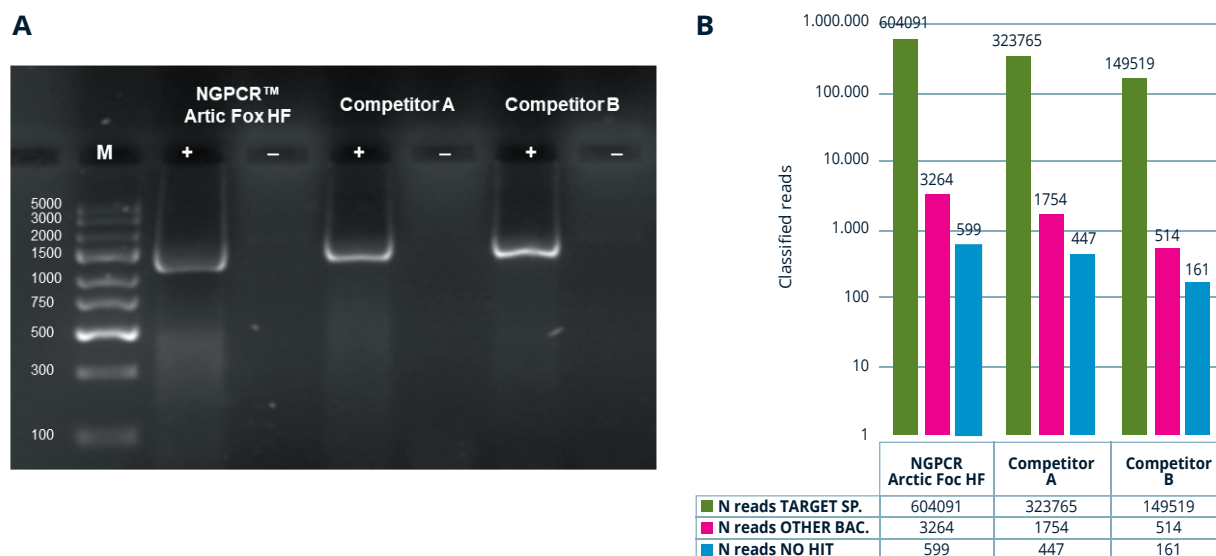 A
NGPCR™
Artic Fox HF
Competitor A
Competitor B
M
+
–
+
–
+
–
5000
3000
2000
1500
1000
750
500
300
100
B
Classified reads
1.000.000
100.000
10.000
1.000
100
10
1
604091
3264
599
323765
1754
447
149519
514
161
NGPCR
Arctic Foc HF
Competitor
A
Competitor
B
N reads TARGET SP. 604091 323765 149519
N reads OTHER BAC. 3264 1754 514
N reads NO HIT 599 447 161